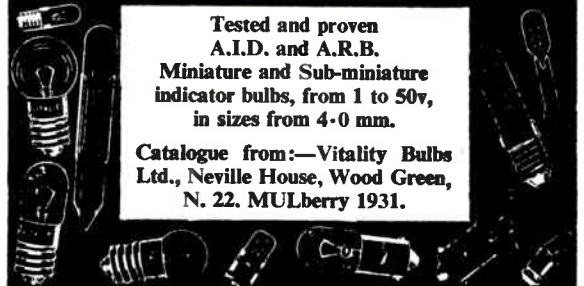 Tested and proven
A.I.D. and A.R.B.
Miniature and Sub-miniature
indicator bulbs, from 1 to 50v,
in sizes from 4·0 mm.
Catalogue from:—Vitality Bulbs
Ltd., Neville House, Wood Green,
N. 22. MULberry 1931.